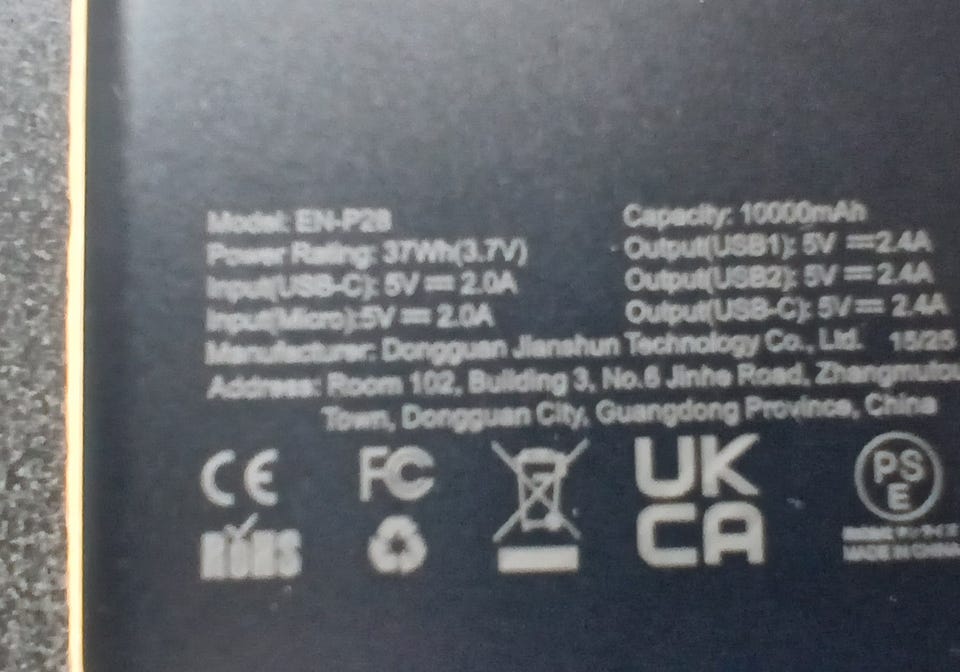 Model: EN-P28
Power Rating: 37Wh(3.7V)
Input(USB-C): 5V⎓2.0A
Input(Micro):5V⎓2.0A
Capacity: 10000mAh
Output(USB1): 5V⎓2.4A
Output(USB2): 5V⎓2.4A
Output(USB-C): 5V⎓2.4A
Manufacturer: Dongguan Jianshun Technology Co., Ltd. 15/25
Address: Room 102, Building 3, No.6 Jinhe Road, Zhangmutou
Town, Dongguan City, Guangdong Province, China
CE FC UK
CA
PS
E
RoHS
MADE IN CHINA